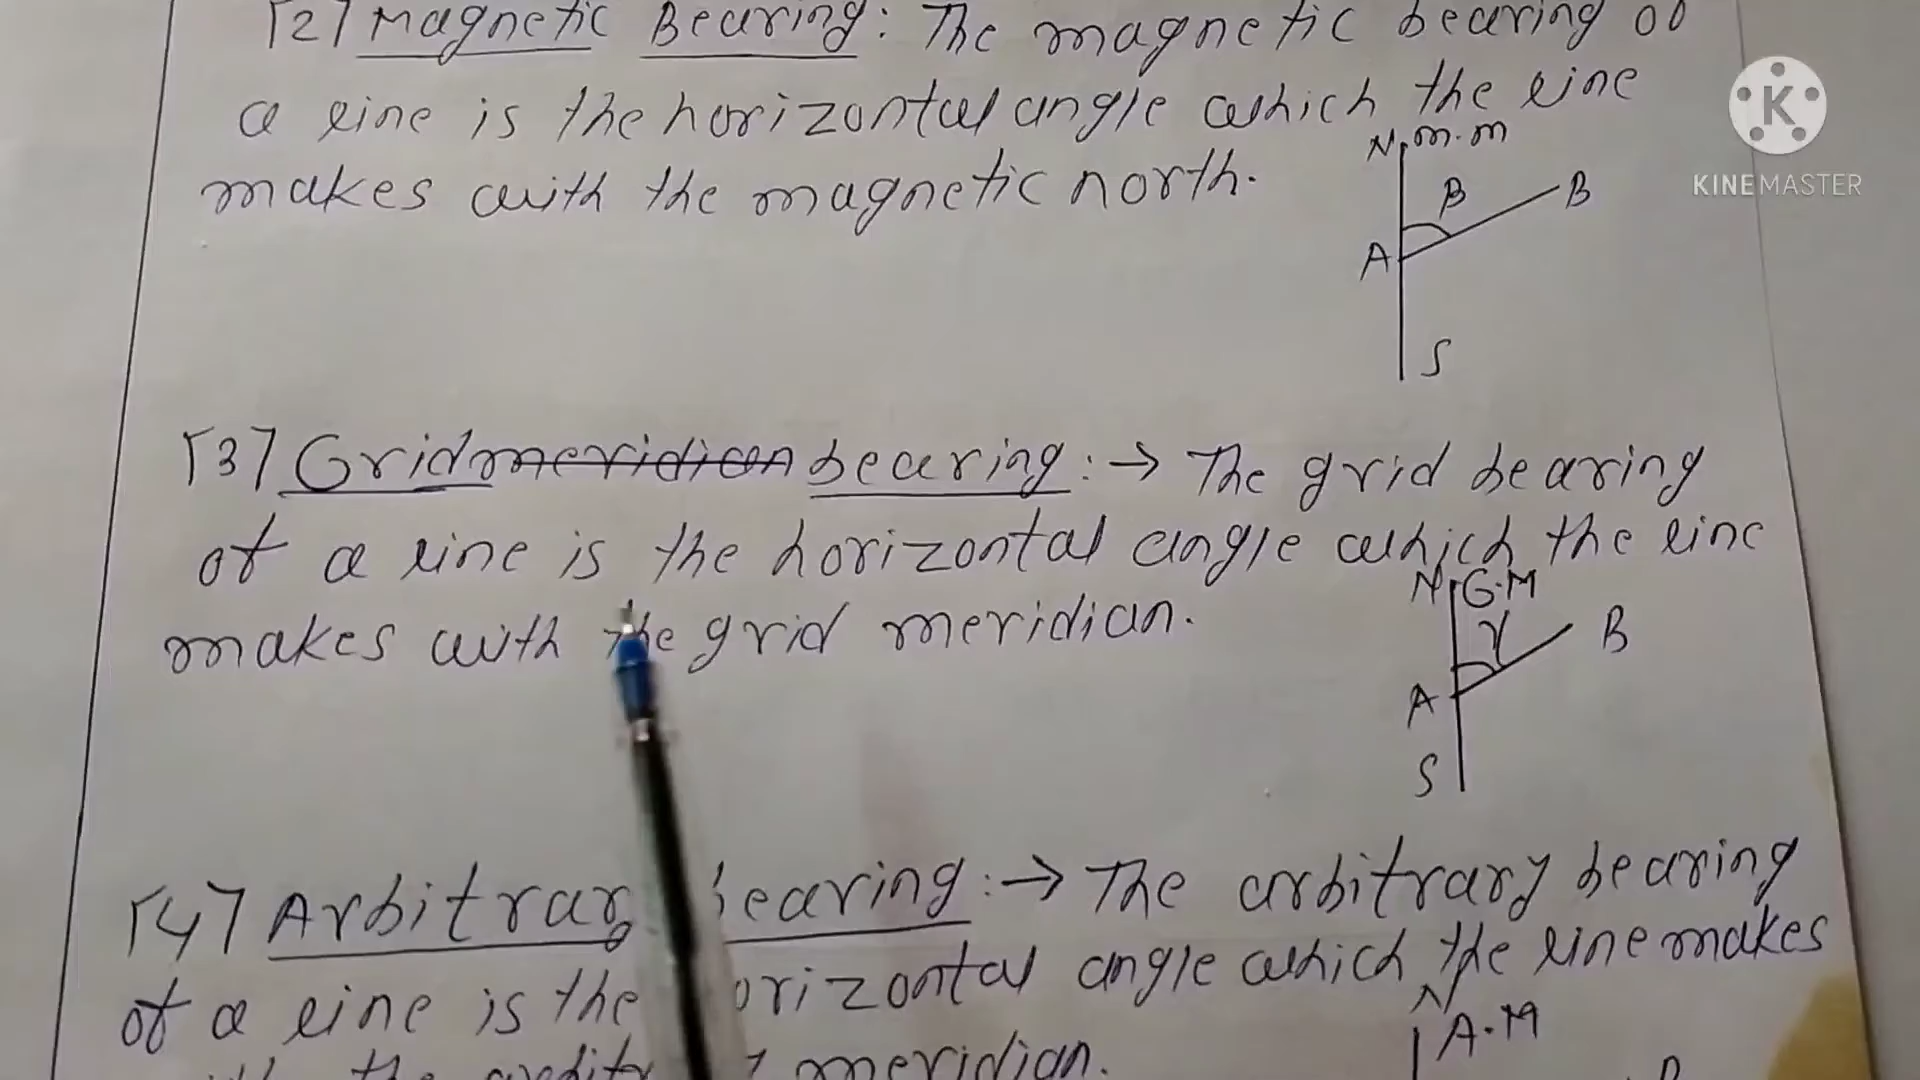 [2] Magnetic Bearing: The magnetic bearing of
a line is the horizontal angle which the line
makes with the magnetic north.
N M.M
B
B
A
S
K
KINEMASTER
[3] Grid meridian bearing :→ The grid bearing
of a line is the horizontal angle which the line
makes with the grid meridian.
N G.M
γ
B
A
S
[4] Arbitrary bearing :→ The arbitrary bearing
of a line is the horizontal angle which the line makes
meridian.
N
A.M